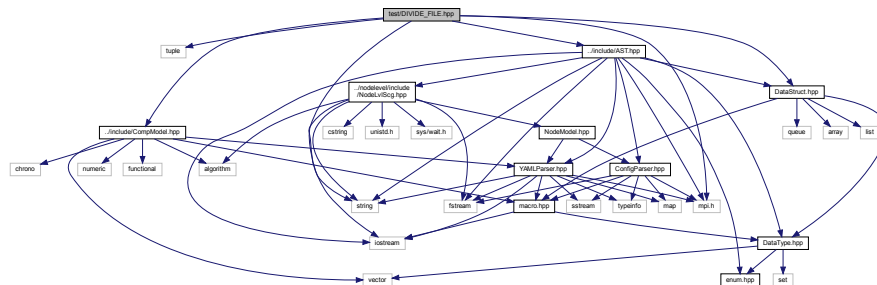 test/DIVIDE_FILE.hpp
tuple
../include/AST.hpp
../nodelevel/include
/NodeLvlScg.hpp
DataStruct.hpp
../include/CompModel.hpp
cstring
unistd.h
sys/wait.h
NodeModel.hpp
queue
array
list
chrono
numeric
functional
algorithm
YAMLParser.hpp
ConfigParser.hpp
string
fstream
macro.hpp
sstream
typeinfo
map
mpi.h
iostream
DataType.hpp
vector
enum.hpp
set